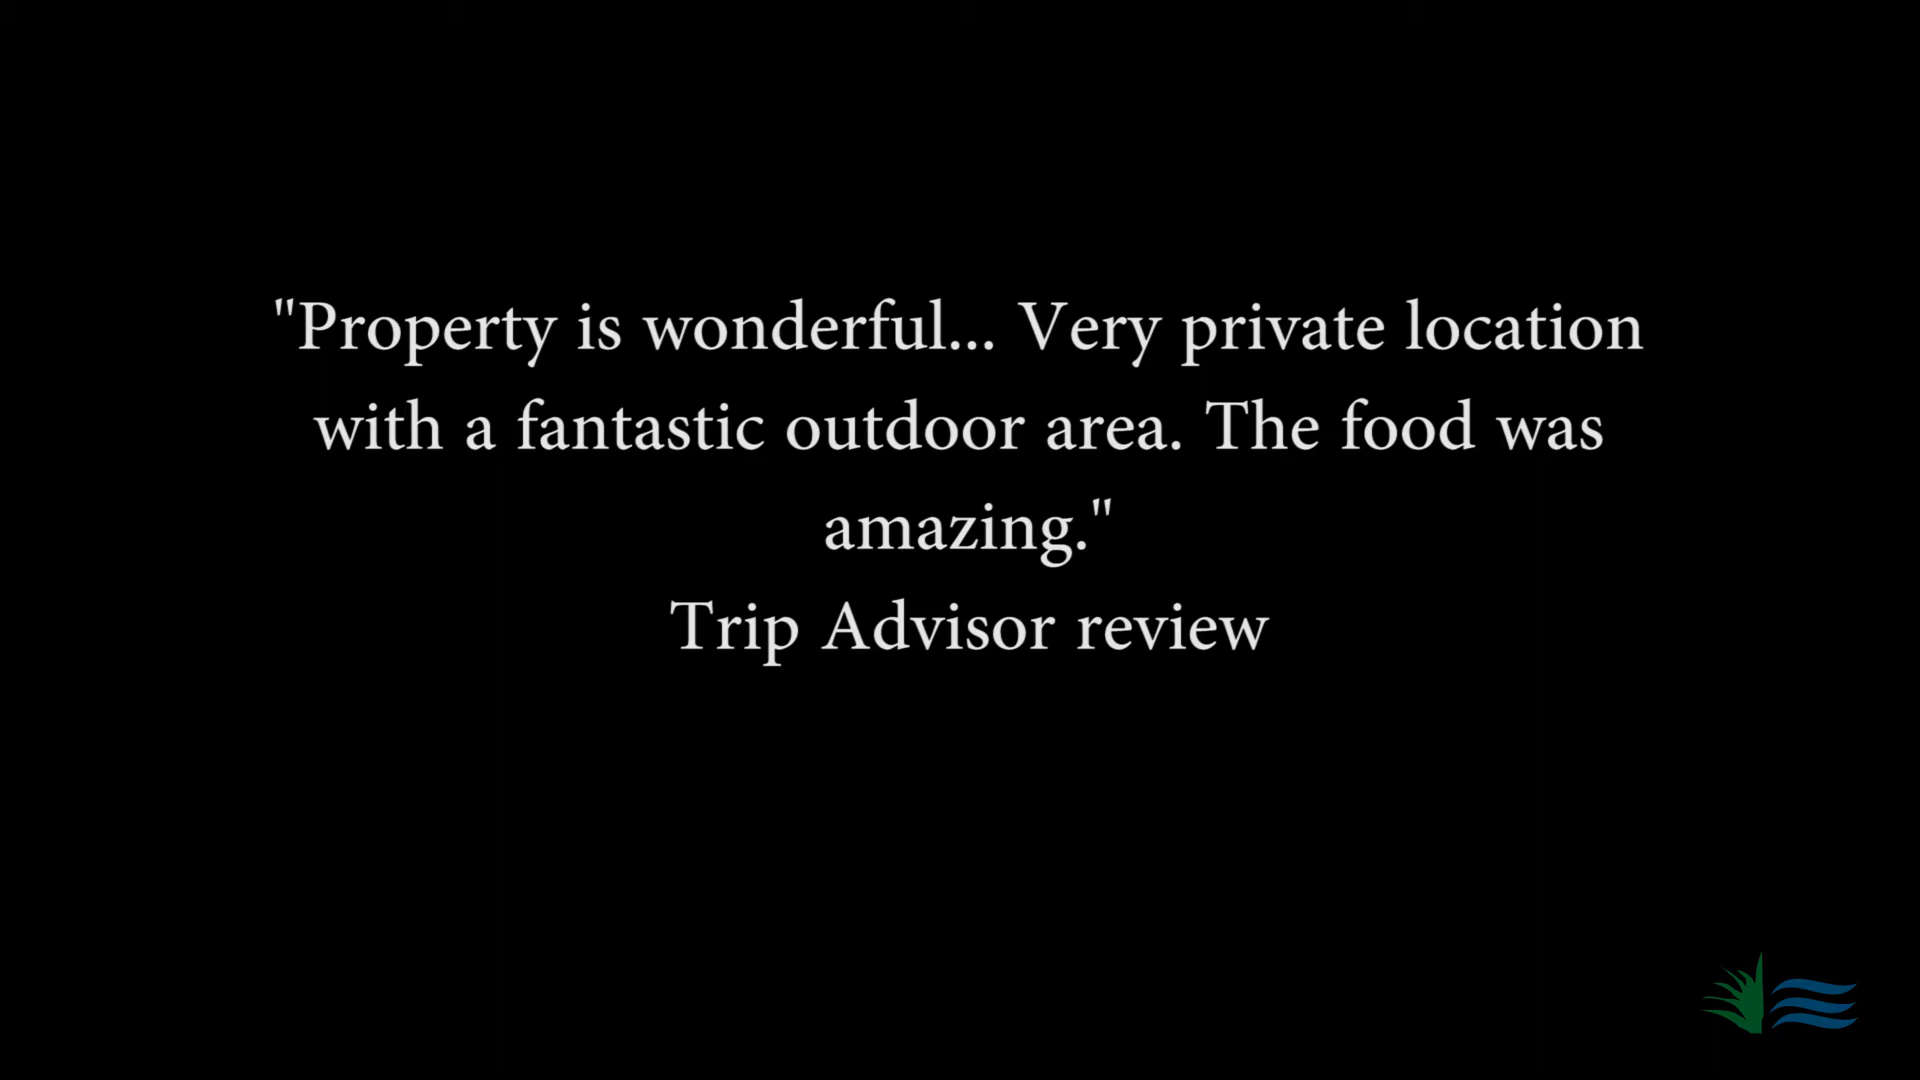 "Property is wonderful... Very private location
with a fantastic outdoor area. The food was
amazing."
Trip Advisor review